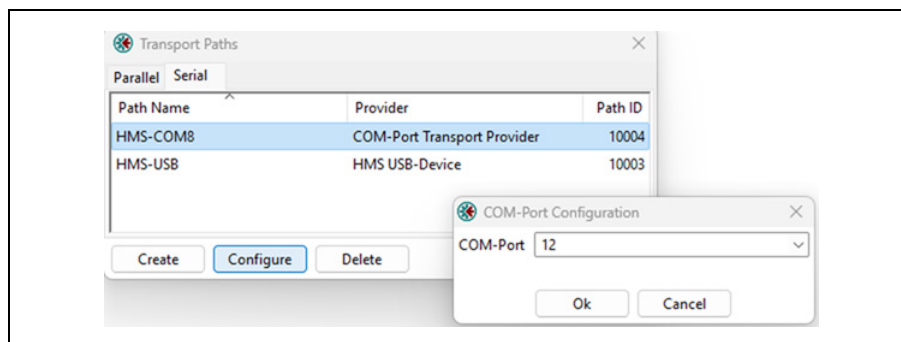 Transport Paths
Parallel Serial
Path Name Provider Path ID
HMS-COM8 COM-Port Transport Provider 10004
HMS-USB HMS USB-Device 10003
Create Configure Delete
COM-Port Configuration
COM-Port 12
Ok Cancel